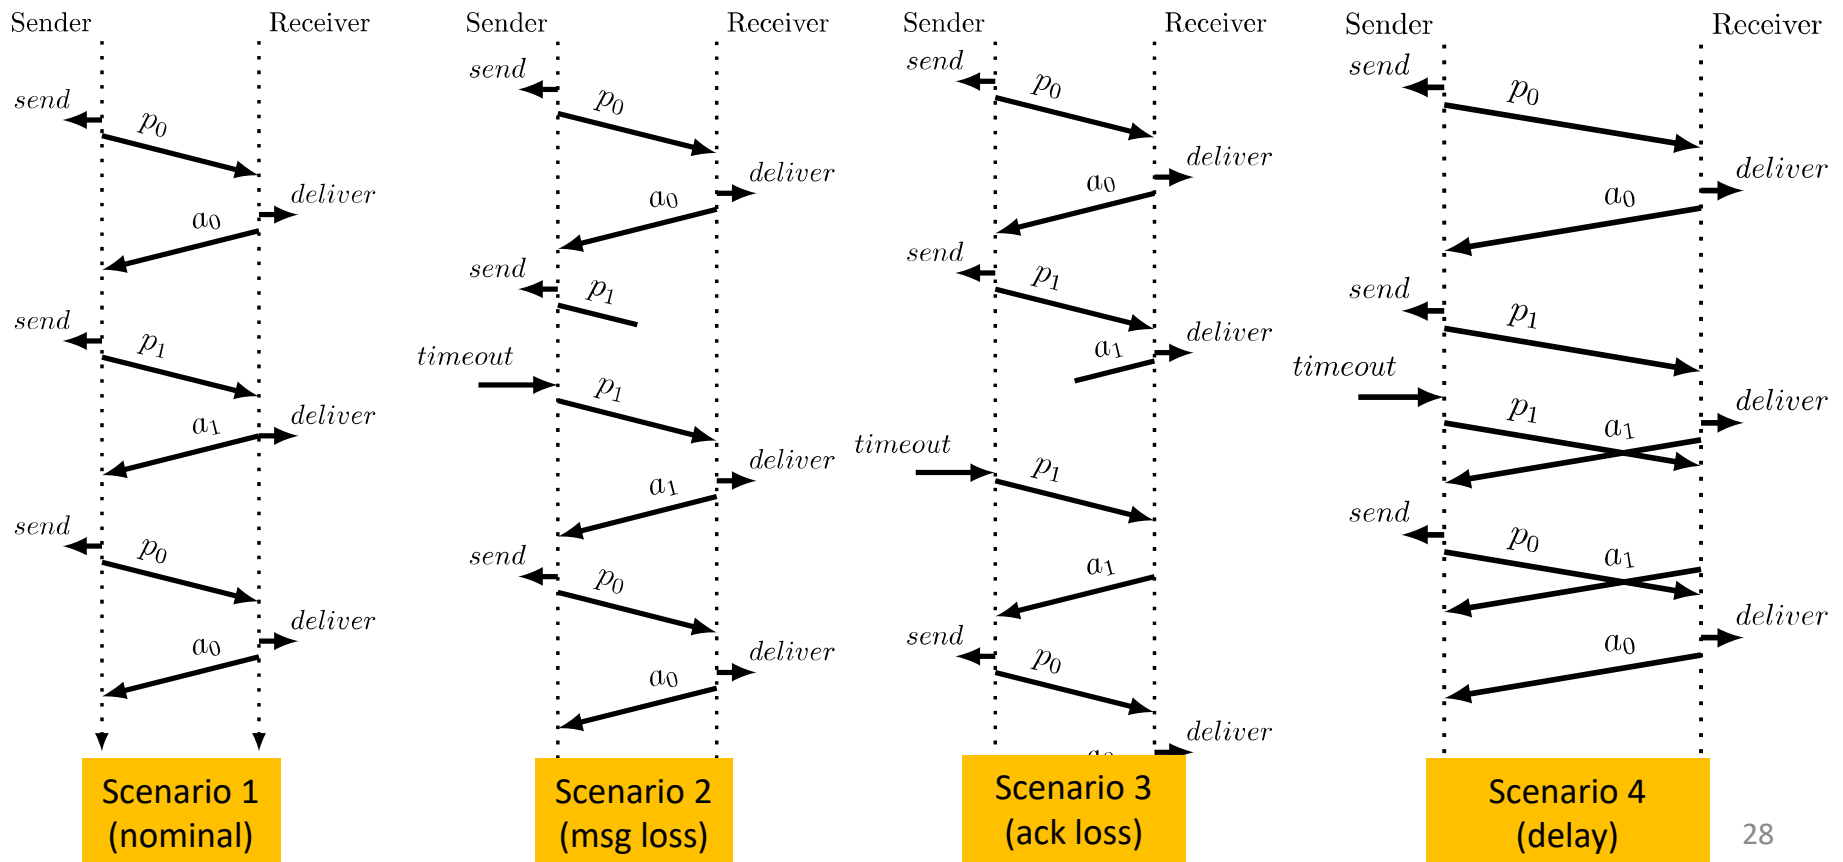 Sender Receiver
send
p₀
deliver
a₀
send
p₁
deliver
a₁
send
p₀
deliver
a₀
Scenario 1
(nominal)
Sender Receiver
send
p₀
deliver
a₀
send
p₁
timeout
p₁
deliver
a₁
send
p₀
deliver
a₀
Scenario 2
(msg loss)
Sender Receiver
send
p₀
deliver
a₀
send
p₁
deliver
a₁
timeout
p₁
a₁
send
p₀
deliver
Scenario 3
(ack loss)
Sender Receiver
send
p₀
deliver
a₀
send
p₁
timeout
deliver
p₁
a₁
send
p₀
a₁
deliver
a₀
Scenario 4
(delay)
28